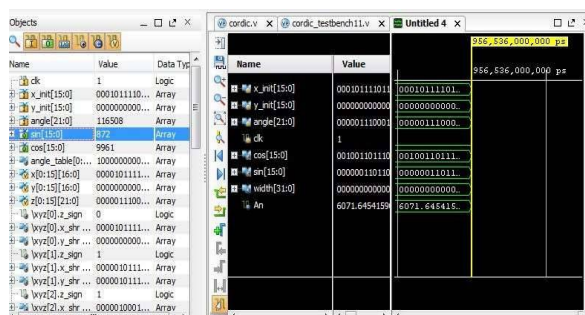 Objects
Name Value Data Typ
clk 1 Logic
x_init[15:0] 0001011110... Array
y_init[15:0] 0000000000... Array
angle[21:0] 116508 Array
sin[15:0] 872 Array
cos[15:0] 9961 Array
angle_table[0:... 1000000000... Array
x[0:15][16:0] 0000101111... Array
y[0:15][16:0] 0000000000... Array
z[0:15][21:0] 0000011100... Array
\xyz[0].z_sign 0 Logic
\xyz[0].x_shr ... 0000101111... Array
\xyz[0].y_shr ... 0000000000... Array
\xyz[1].z_sign 1 Logic
\xyz[1].x_shr ... 0000010111... Array
\xyz[1].y_shr ... 0000010111... Array
\xyz[2].z_sign 1 Logic
\xyz[2].x_shr ... 0000010001... Array
cordic.v cordic_testbench11.v Untitled 4
956,536,000,000 ps
Name Value 956,536,000,000 ps
x_init[15:0] 00010111101 00010111101...
y_init[15:0] 00000000000 00000000000...
angle[21:0] 00000111000 00000111000...
clk 1
cos[15:0] 00100110111 00100110111...
sin[15:0] 00000011011 00000011011...
width[31:0] 00000000000 00000000000...
An 6071.6454159 6071.645415...